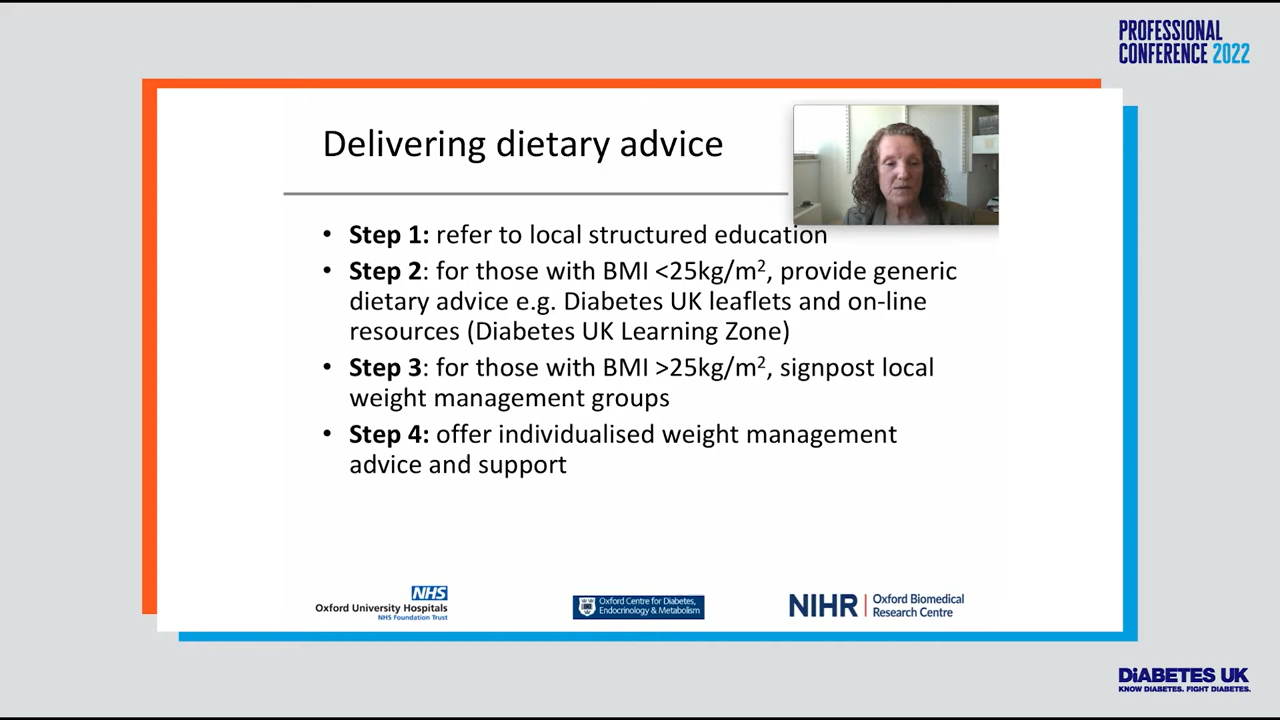 PROFESSIONAL
CONFERENCE 2022
Delivering dietary advice
• Step 1: refer to local structured education
• Step 2: for those with BMI <25kg/m², provide generic
dietary advice e.g. Diabetes UK leaflets and on-line
resources (Diabetes UK Learning Zone)
• Step 3: for those with BMI >25kg/m², signpost local
weight management groups
• Step 4: offer individualised weight management
advice and support
NHS
Oxford University Hospitals
NHS Foundation Trust
Oxford Centre for Diabetes,
Endocrinology & Metabolism
NIHR | Oxford Biomedical
Research Centre
DiABETES UK
KNOW DIABETES. FIGHT DIABETES.